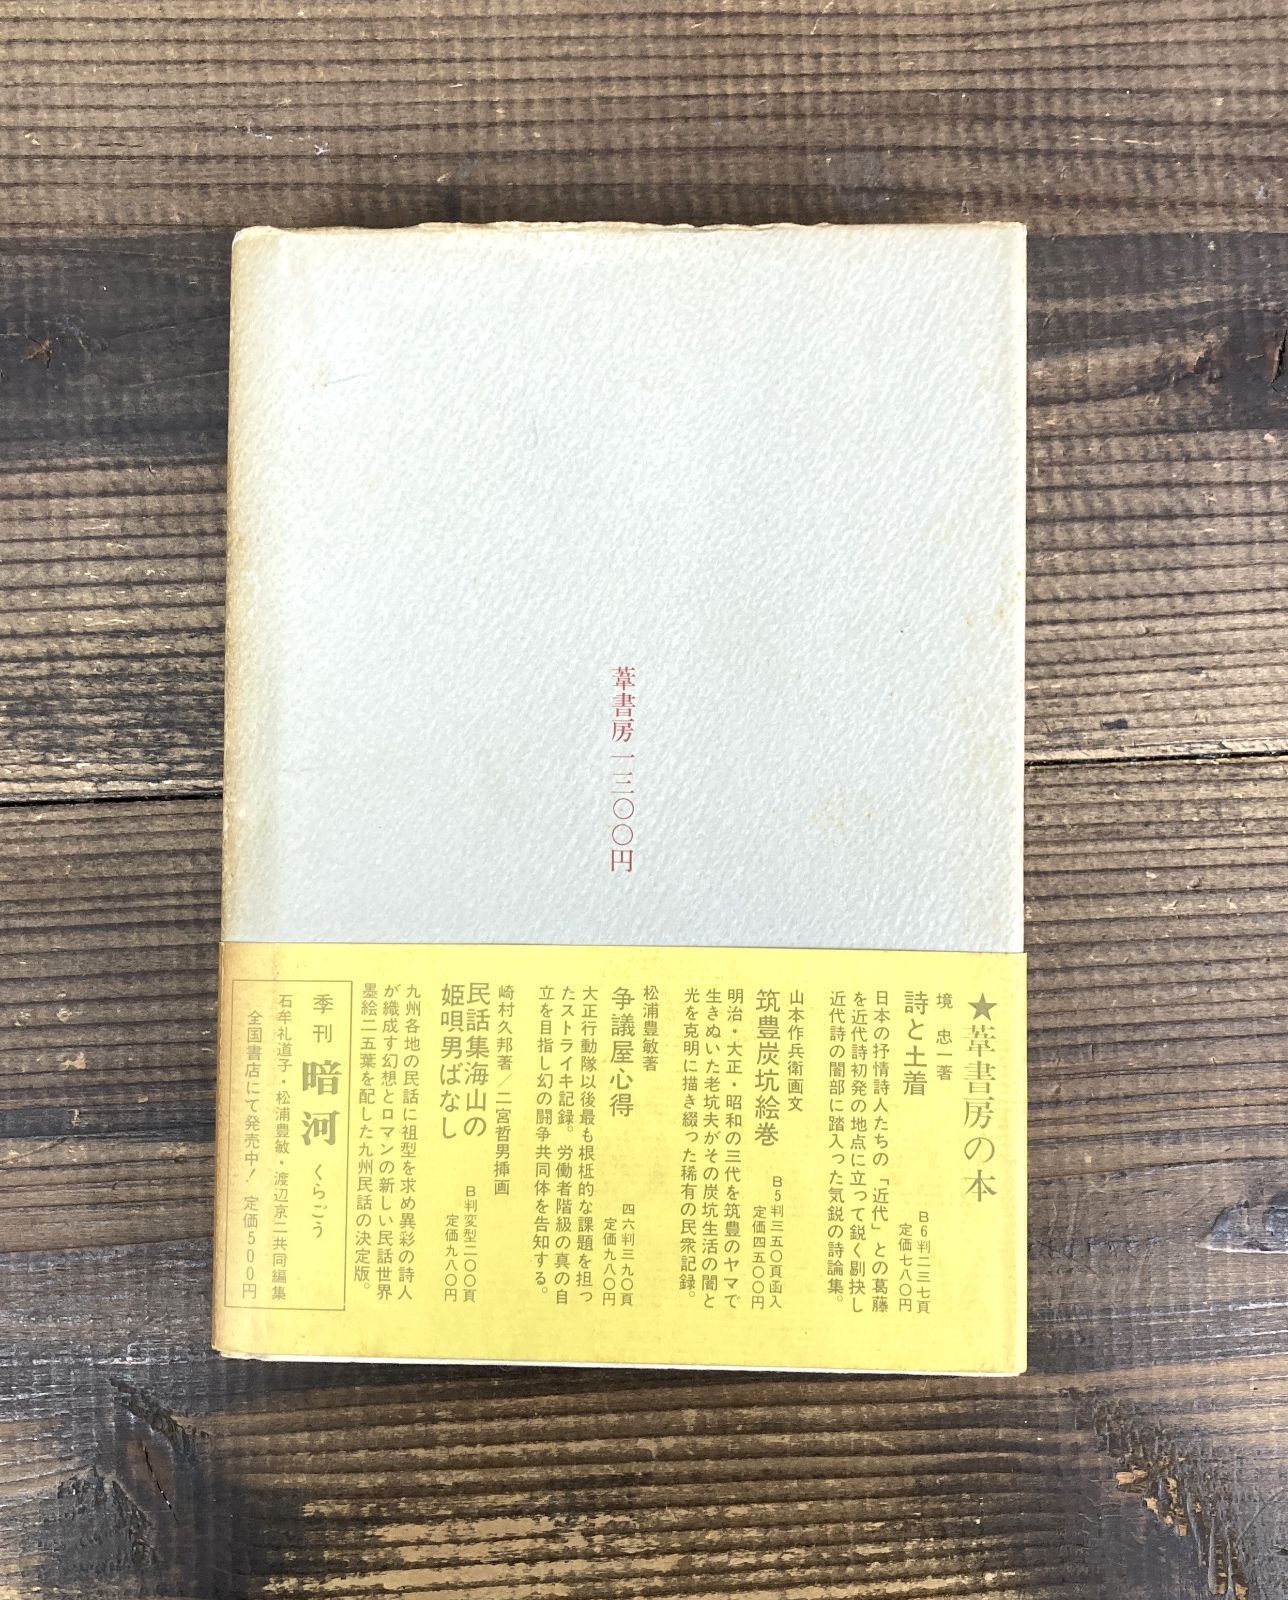 葦書房 一三〇〇円
★葦書房の本
境 忠一著
詩と土着
B6判二三七頁
定価七八〇円
日本の抒情詩人たちの「近代」との葛藤
を近代詩初発の地点に立って鋭く剔抉し
近代詩の闇部に踏入った気鋭の詩論集。
山本作兵衛画文
筑豊炭坑絵巻
B5判三五〇頁函入
定価四五〇〇円
明治・大正・昭和の三代を筑豊のヤマで
生きぬいた老坑夫がその炭坑生活の闇と
光を克明に描き綴った稀有の民衆記録。
松浦豊敏著
争議屋心得
四六判三九〇頁
定価九八〇円
大正行動隊以後最も根柢的な課題を担っ
たストライキ記録。労働者階級の真の自
立を目指し幻の闘争共同体を告知する。
崎村久邦著/二宮哲男挿画
民話集海山の
姫唄男ばなし
B判変型二〇〇頁
定価九八〇円
九州各地の民話に祖型を求め異彩の詩人
が織成す幻想とロマンの新しい民話世界
墨絵二五葉を配した九州民話の決定版。
季刊 暗河 くらごう
石牟礼道子・松浦豊敏・渡辺京二共同編集
全国書店にて発売中! 定価500円